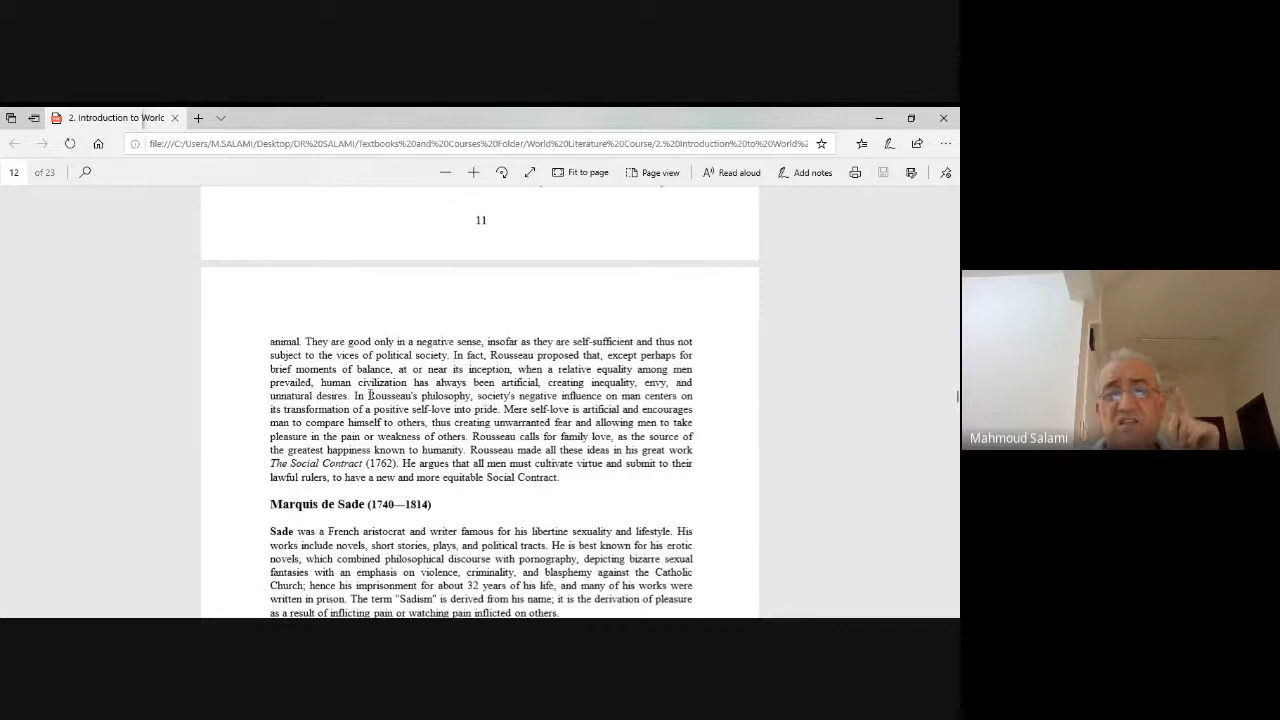 2. Introduction to World
file:///C:/Users/M.SALAMI/Desktop/DR%20SALAMI/Textbooks%20and%20Courses%20Folder/World%20Literature%20Course/2.%20Introduction%20to%20World%2
12 of 23
Fit to page
Page view
Read aloud
Add notes
11
animal. They are good only in a negative sense, insofar as they are self-sufficient and thus not
subject to the vices of political society. In fact, Rousseau proposed that, except perhaps for
brief moments of balance, at or near its inception, when a relative equality among men
prevailed, human civilization has always been artificial, creating inequality, envy, and
unnatural desires. In Rousseau's philosophy, society's negative influence on man centers on
its transformation of a positive self-love into pride. Mere self-love is artificial and encourages
man to compare himself to others, thus creating unwarranted fear and allowing men to take
pleasure in the pain or weakness of others. Rousseau calls for family love, as the source of
the greatest happiness known to humanity. Rousseau made all these ideas in his great work
The Social Contract (1762). He argues that all men must cultivate virtue and submit to their
lawful rulers, to have a new and more equitable Social Contract.
Marquis de Sade (1740—1814)
Sade was a French aristocrat and writer famous for his libertine sexuality and lifestyle. His
works include novels, short stories, plays, and political tracts. He is best known for his erotic
novels, which combined philosophical discourse with pornography, depicting bizarre sexual
fantasies with an emphasis on violence, criminality, and blasphemy against the Catholic
Church; hence his imprisonment for about 32 years of his life, and many of his works were
written in prison. The term "Sadism" is derived from his name; it is the derivation of pleasure
as a result of inflicting pain or watching pain inflicted on others.
Mahmoud Salami